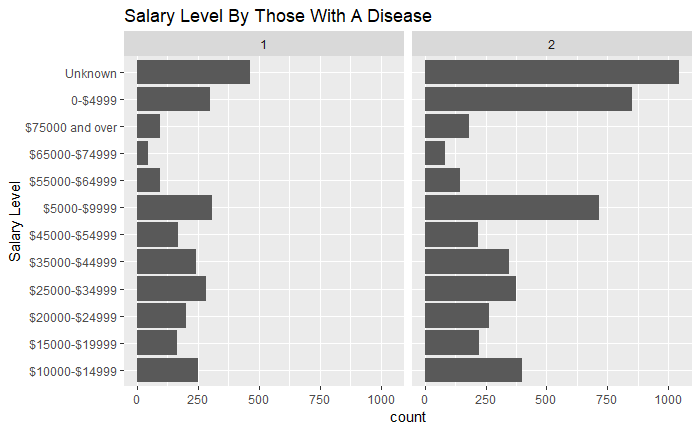 Salary Level By Those With A Disease
1 2
Salary Level
Unknown
0-$4999
$75000 and over
$65000-$74999
$55000-$64999
$5000-$9999
$45000-$54999
$35000-$44999
$25000-$34999
$20000-$24999
$15000-$19999
$10000-$14999
0 250 500 750 1000 0 250 500 750 1000
count